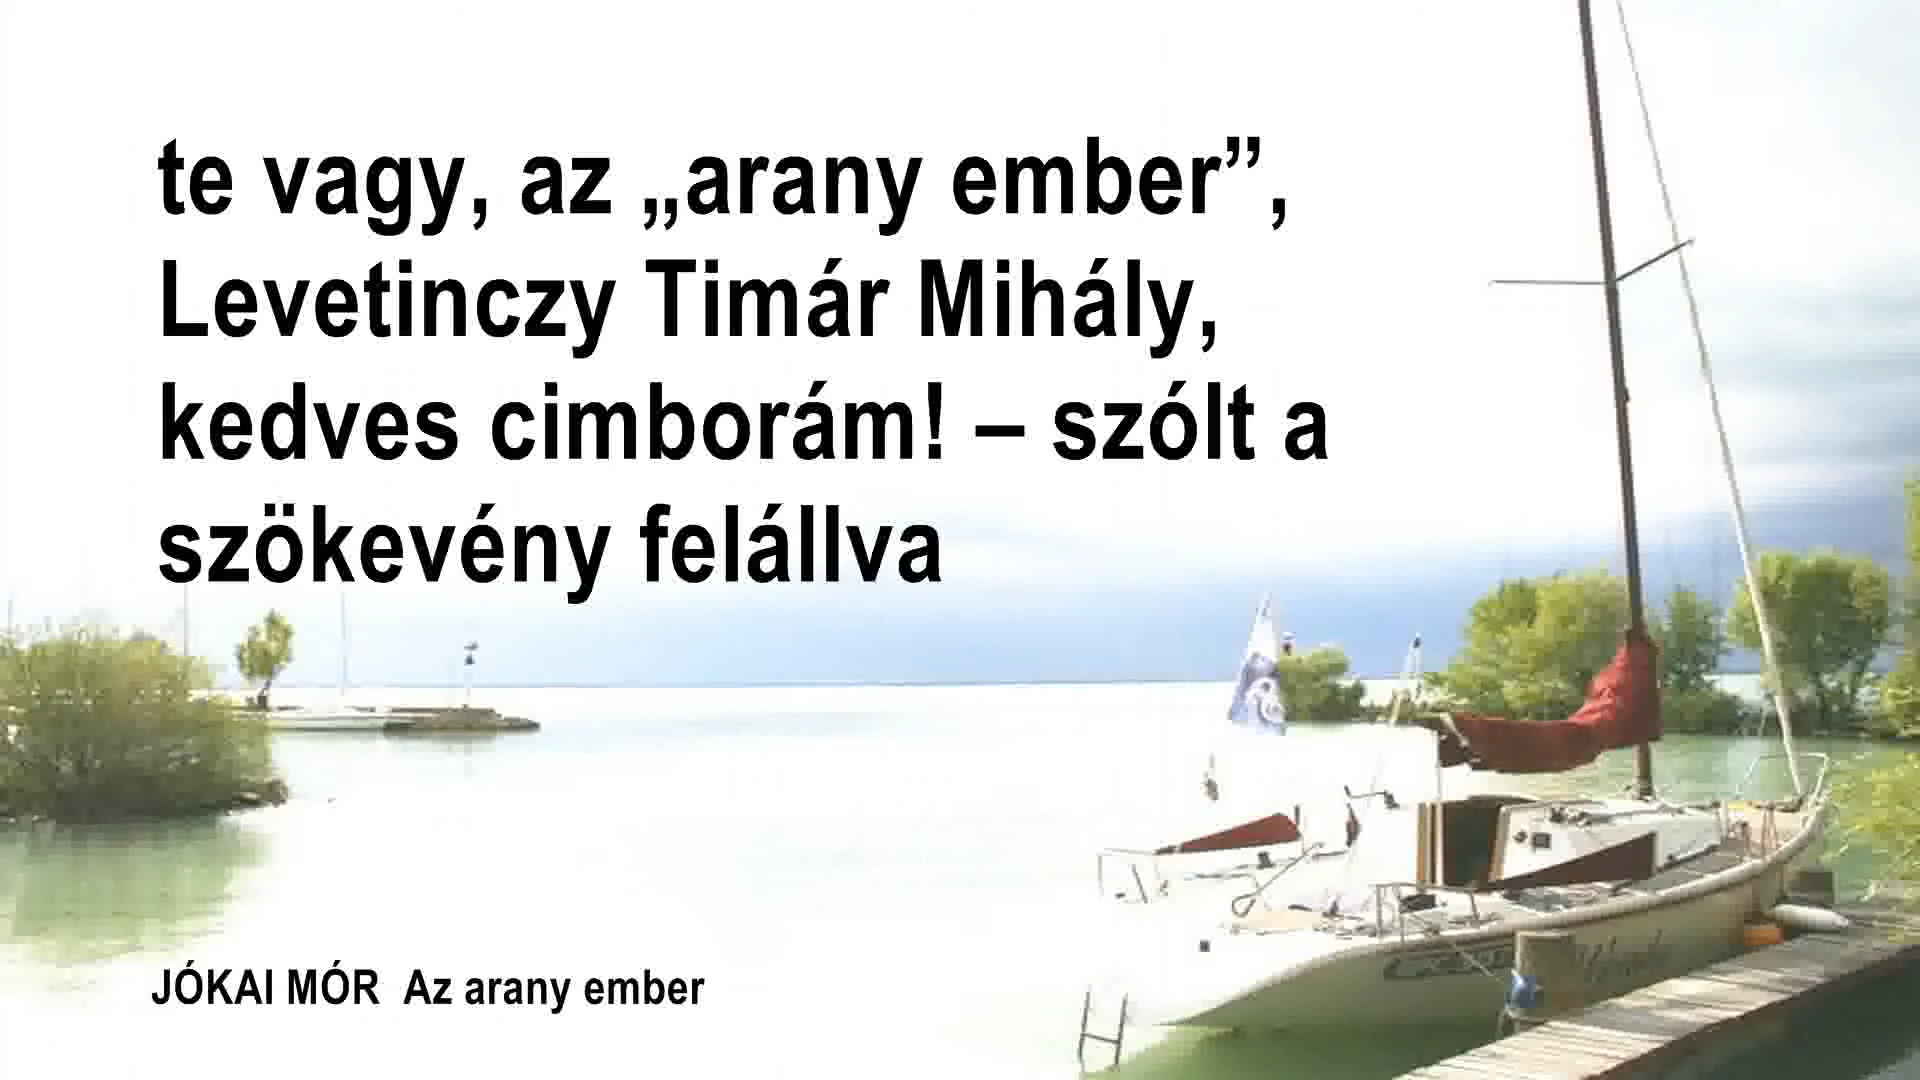 te vagy, az „arany ember”,
Levetinczy Timár Mihály,
kedves cimborám! – szólt a
szökevény felállva
JÓKAI MÓR Az arany ember